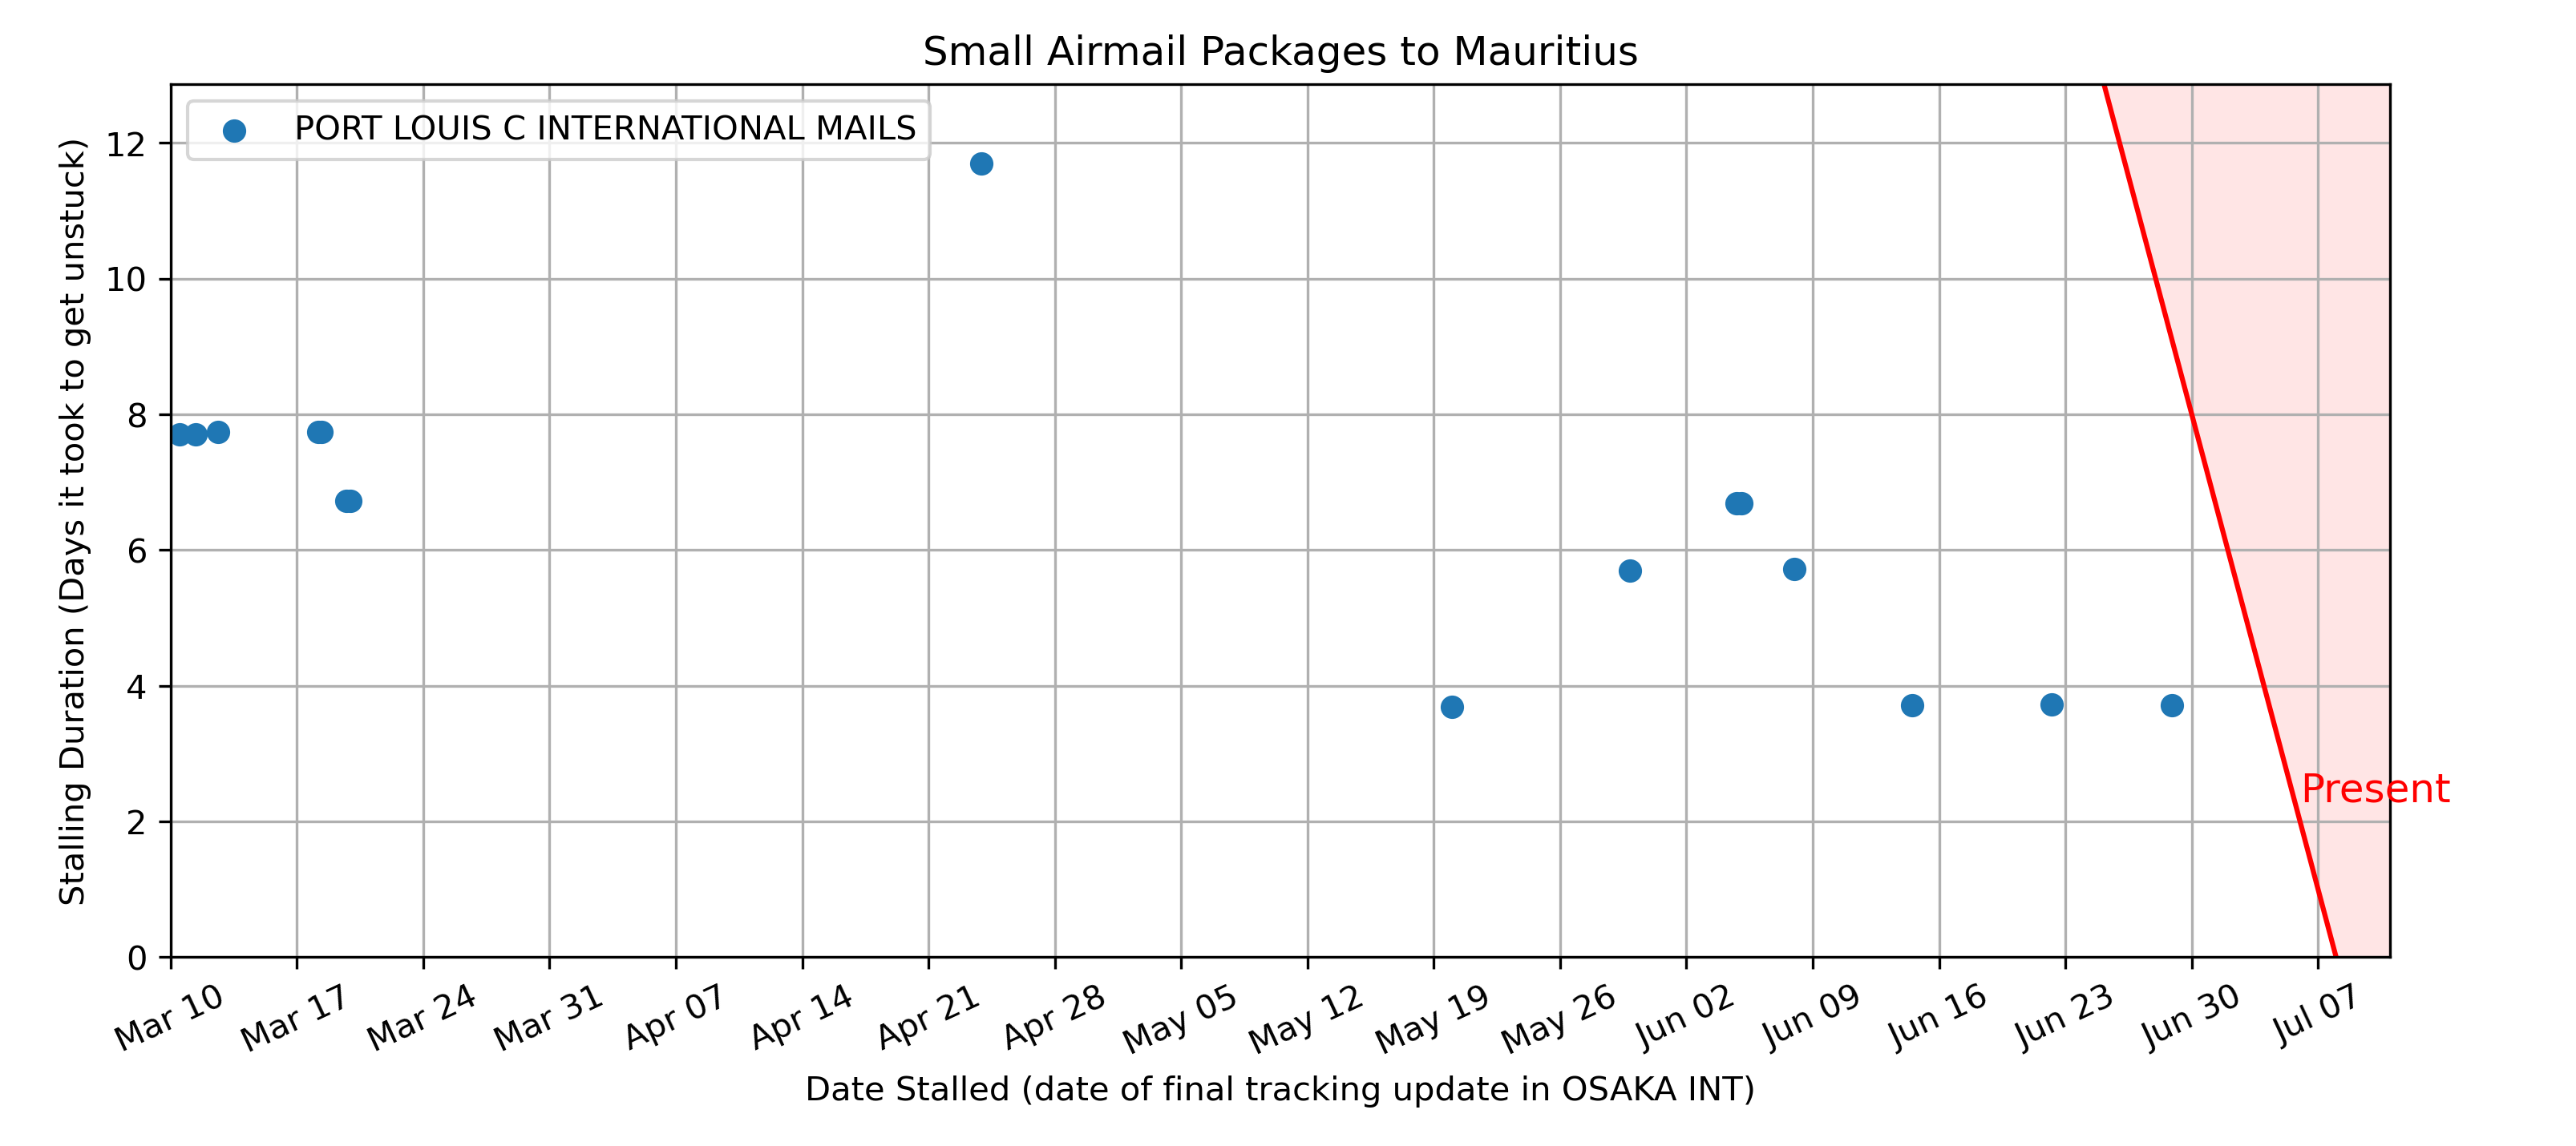 Small Airmail Packages to Mauritius
PORT LOUIS C INTERNATIONAL MAILS
Stalling Duration (Days it took to get unstuck)
12
10
8
6
4
2
0
Present
Mar 10
Mar 17
Mar 24
Mar 31
Apr 07
Apr 14
Apr 21
Apr 28
May 05
May 12
May 19
May 26
Jun 02
Jun 09
Jun 16
Jun 23
Jun 30
Jul 07
Date Stalled (date of final tracking update in OSAKA INT)